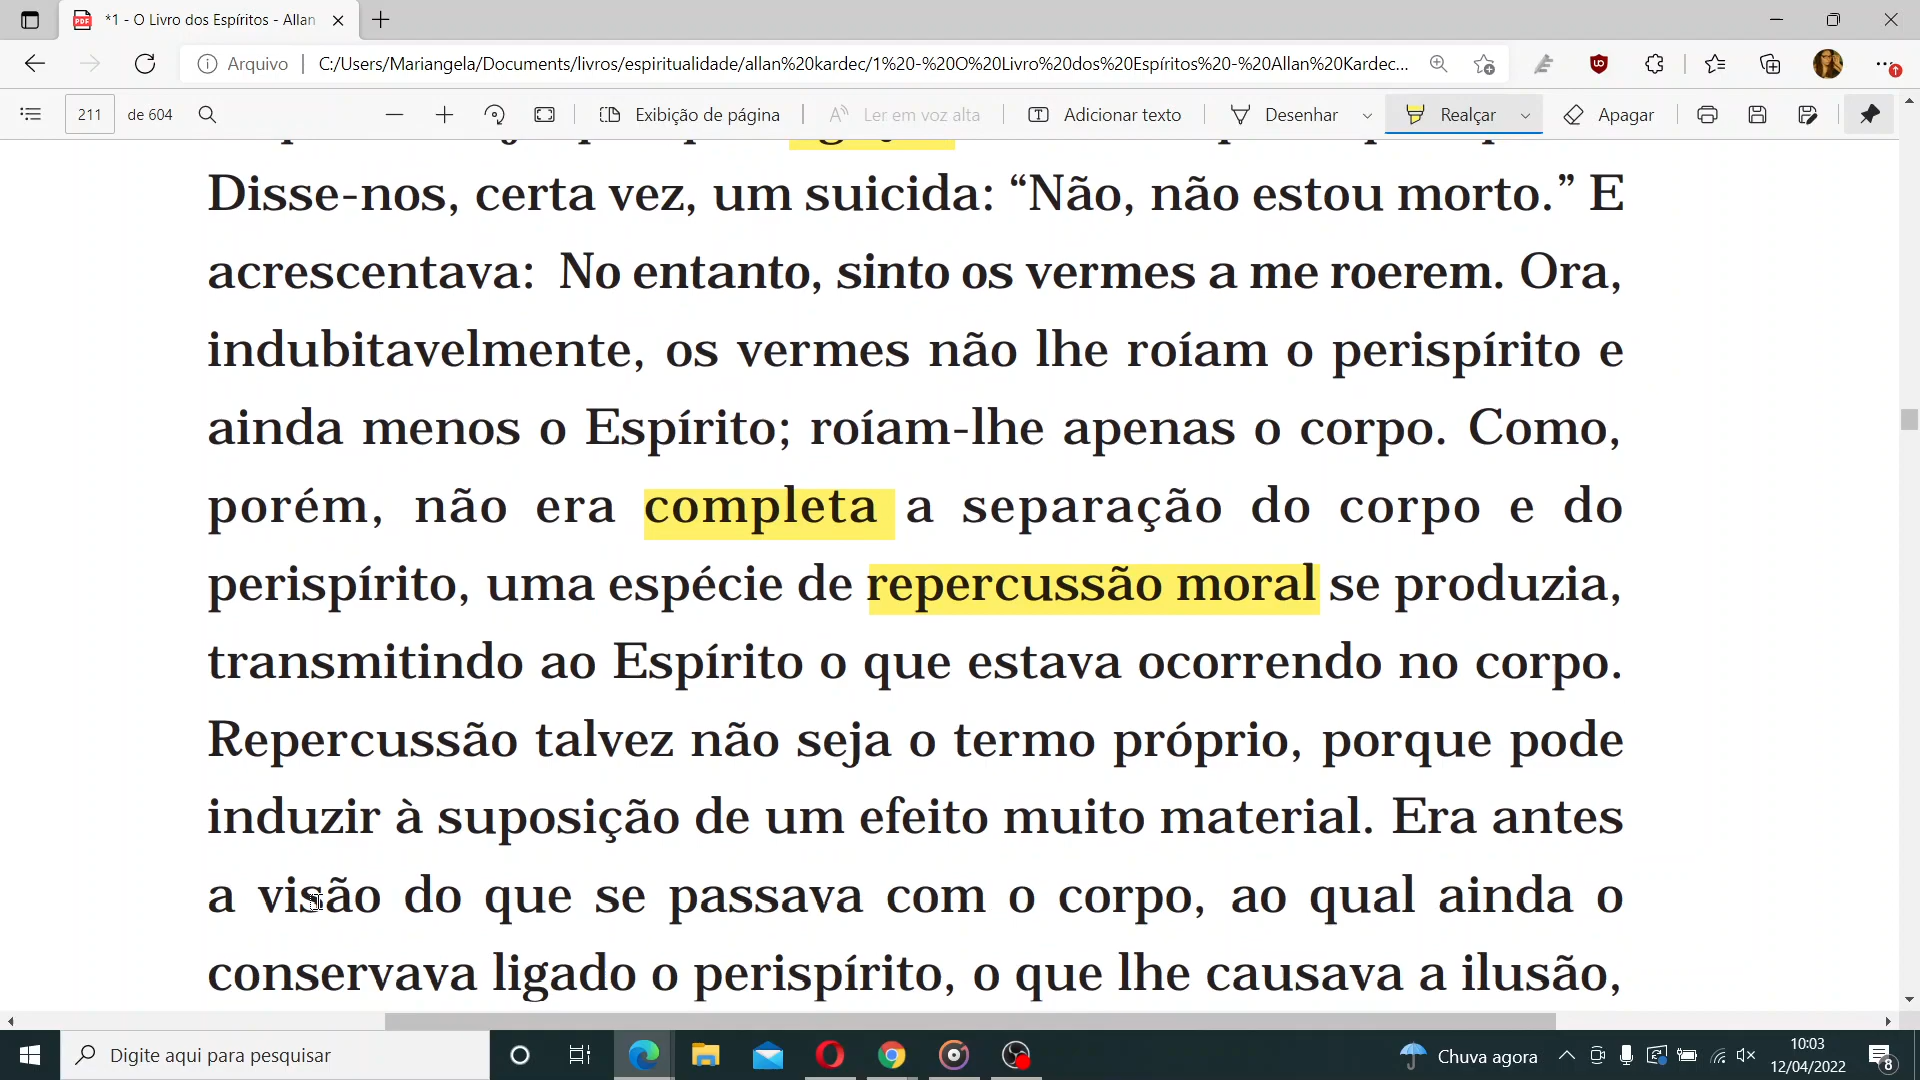 *1 - O Livro dos Espíritos - Allan
Arquivo
C:/Users/Mariangela/Documents/livros/espiritualidade/allan%20kardec/1%20-%20O%20Livro%20dos%20Espíritos%20-%20Allan%20Kardec...
211 de 604
Exibição de página
Ler em voz alta
Adicionar texto
Desenhar
Realçar
Apagar
Disse-nos, certa vez, um suicida: “Não, não estou morto.” E
acrescentava: No entanto, sinto os vermes a me roerem. Ora,
indubitavelmente, os vermes não lhe roíam o perispírito e
ainda menos o Espírito; roíam-lhe apenas o corpo. Como,
porém, não era completa a separação do corpo e do
perispírito, uma espécie de repercussão moral se produzia,
transmitindo ao Espírito o que estava ocorrendo no corpo.
Repercussão talvez não seja o termo próprio, porque pode
induzir à suposição de um efeito muito material. Era antes
a visão do que se passava com o corpo, ao qual ainda o
conservava ligado o perispírito, o que lhe causava a ilusão,
Digite aqui para pesquisar
Chuva agora
10:03
12/04/2022
8